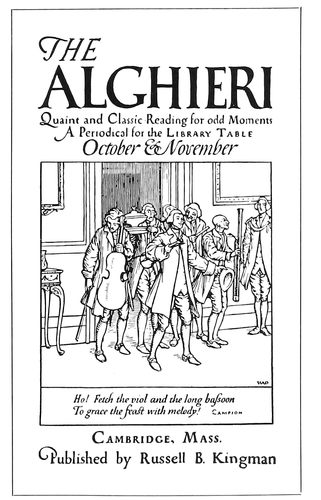 THE
ALGHIERI
Quaint and Classic Reading for odd Moments
A Periodical for the LIBRARY TABLE
October & November
WAD
Ho! Fetch the viol and the long baſsoon
To grace the feaſt with melody! CAMPION
CAMBRIDGE, MASS.
Published by Russell B. Kingman